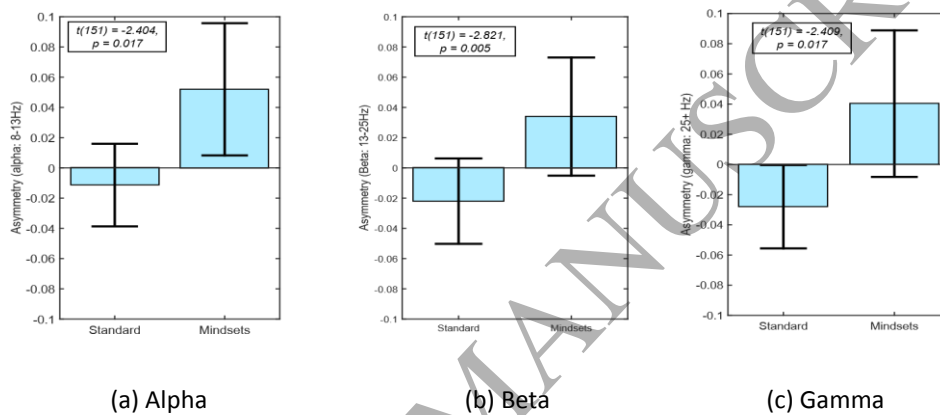 0.1
0.08
0.06
0.04
0.02
0
-0.02
-0.04
-0.06
-0.08
-0.1
Asymmetry (alpha: 8-13Hz)
t(151) = -2.404,
p = 0.017
Standard
Mindsets
(a) Alpha
0.1
0.08
0.06
0.04
0.02
0
-0.02
-0.04
-0.06
-0.08
-0.1
Asymmetry (Beta: 13-25Hz)
t(151) = -2.821,
p = 0.005
Standard
Mindsets
(b) Beta
0.1
0.08
0.06
0.04
0.02
0
-0.02
-0.04
-0.06
-0.08
-0.1
Asymmetry (gamma: 25+ Hz)
t(151) = -2.409,
p = 0.017
Standard
Mindsets
(c) Gamma
MANUSCR